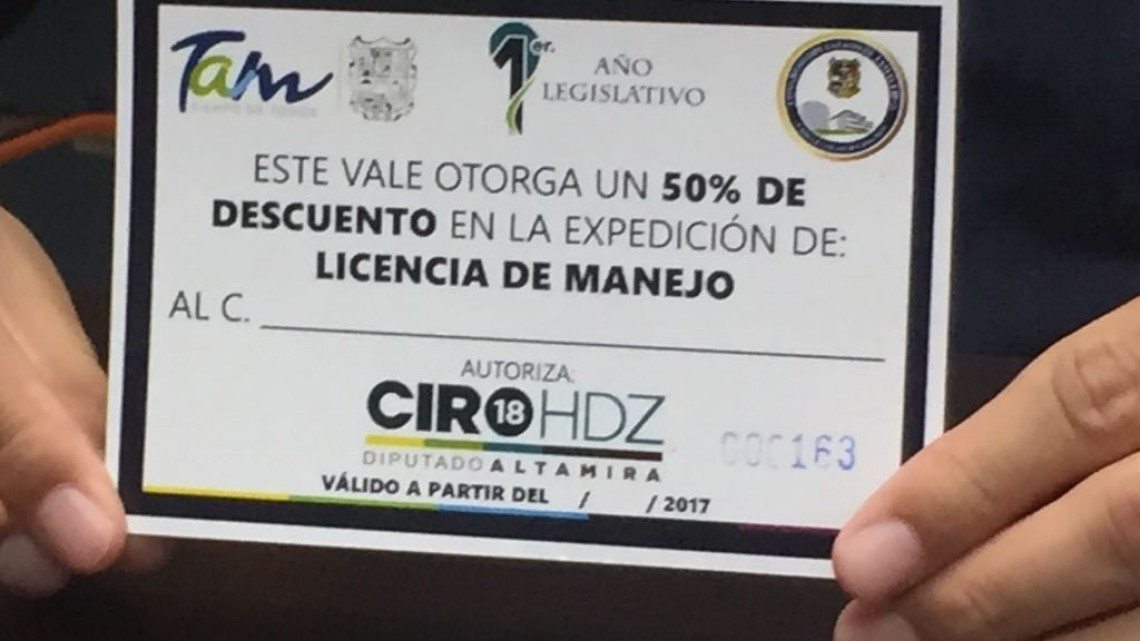 Tam
1er. AÑO
LEGISLATIVO
ESTE VALE OTORGA UN 50% DE
DESCUENTO EN LA EXPEDICIÓN DE:
LICENCIA DE MANEJO
AL C.
AUTORIZA:
CIRO 18 HDZ
DIPUTADO ALTAMIRA
000163
VÁLIDO A PARTIR DEL / / 2017